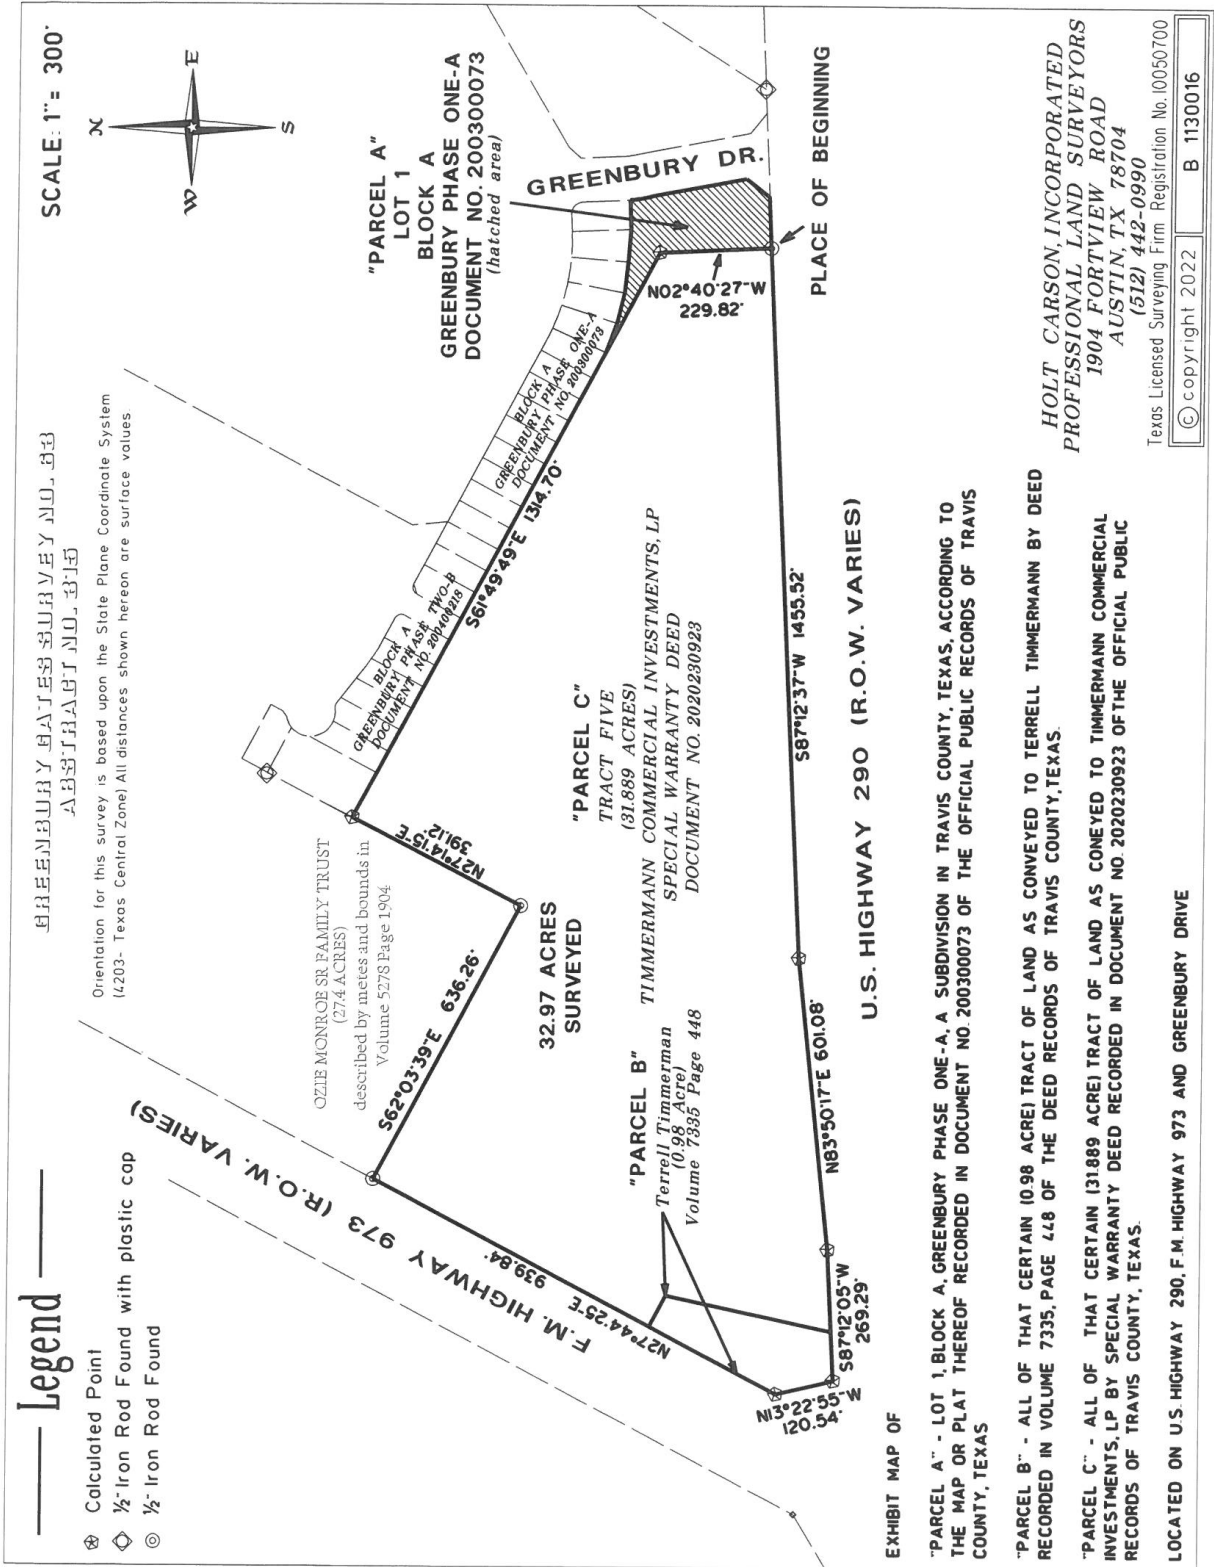 Legend
Calculated Point
½" Iron Rod Found with plastic cap
½" Iron Rod Found
GREENBURY GATES SURVEY NO. 63
ABSTRACT NO. 315
Orientation for this survey is based upon the State Plane Coordinate System
(4203- Texas Central Zone) All distances shown hereon are surface values
SCALE: 1" = 300'
N
E
S
W
"PARCEL A"
LOT 1
BLOCK A
GREENBURY PHASE ONE-A
DOCUMENT NO. 200300073
(hatched area)
GREENBURY DR.
PLACE OF BEGINNING
N02°40'27"W
229.82'
BLOCK A
GREENBURY PHASE ONE-A
DOCUMENT NO. 200300073
S61°49'49"E 1314.70'
BLOCK A
GREENBURY PHASE TWO-B
DOCUMENT NO. 200400218
OZIE MONROE SR FAMILY TRUST
(27.4 ACRES)
described by metes and bounds in
Volume 5278 Page 1904
N27°14'15"E
391.12'
S62°03'39"E 636.26'
32.97 ACRES
SURVEYED
"PARCEL C"
TRACT FIVE
(31.889 ACRES)
TIMMERMANN COMMERCIAL INVESTMENTS, LP
SPECIAL WARRANTY DEED
DOCUMENT NO. 2020230923
"PARCEL B"
Terrell Timmerman
(0.98 Acre)
Volume 7335 Page 448
F.M. HIGHWAY 973 (R.O.W. VARIES)
N27°44'25"E 939.84'
N13°22'55"W
120.54'
S87°12'05"W
269.29'
N83°50'17"E 601.08'
S87°12'37"W 1455.52'
U.S. HIGHWAY 290 (R.O.W. VARIES)
EXHIBIT MAP OF
"PARCEL A" - LOT 1, BLOCK A, GREENBURY PHASE ONE-A, A SUBDIVISION IN TRAVIS COUNTY, TEXAS, ACCORDING TO
THE MAP OR PLAT THEREOF RECORDED IN DOCUMENT NO. 200300073 OF THE OFFICIAL PUBLIC RECORDS OF TRAVIS
COUNTY, TEXAS
"PARCEL B" - ALL OF THAT CERTAIN (0.98 ACRE) TRACT OF LAND AS CONVEYED TO TERRELL TIMMERMANN BY DEED
RECORDED IN VOLUME 7335, PAGE 448 OF THE DEED RECORDS OF TRAVIS COUNTY, TEXAS.
"PARCEL C" - ALL OF THAT CERTAIN (31.889 ACRE) TRACT OF LAND AS CONEYED TO TIMMERMANN COMMERCIAL
INVESTMENTS, LP BY SPECIAL WARRANTY DEED RECORDED IN DOCUMENT NO. 2020230923 OF THE OFFICIAL PUBLIC
RECORDS OF TRAVIS COUNTY, TEXAS.
LOCATED ON U.S. HIGHWAY 290, F.M. HIGHWAY 973 AND GREENBURY DRIVE
HOLT CARSON, INCORPORATED
PROFESSIONAL LAND SURVEYORS
1904 FORTVIEW ROAD
AUSTIN, TX 78704
(512) 442-0990
Texas Licensed Surveying Firm Registration No. 10050700
© copyright 2022
B 1130016